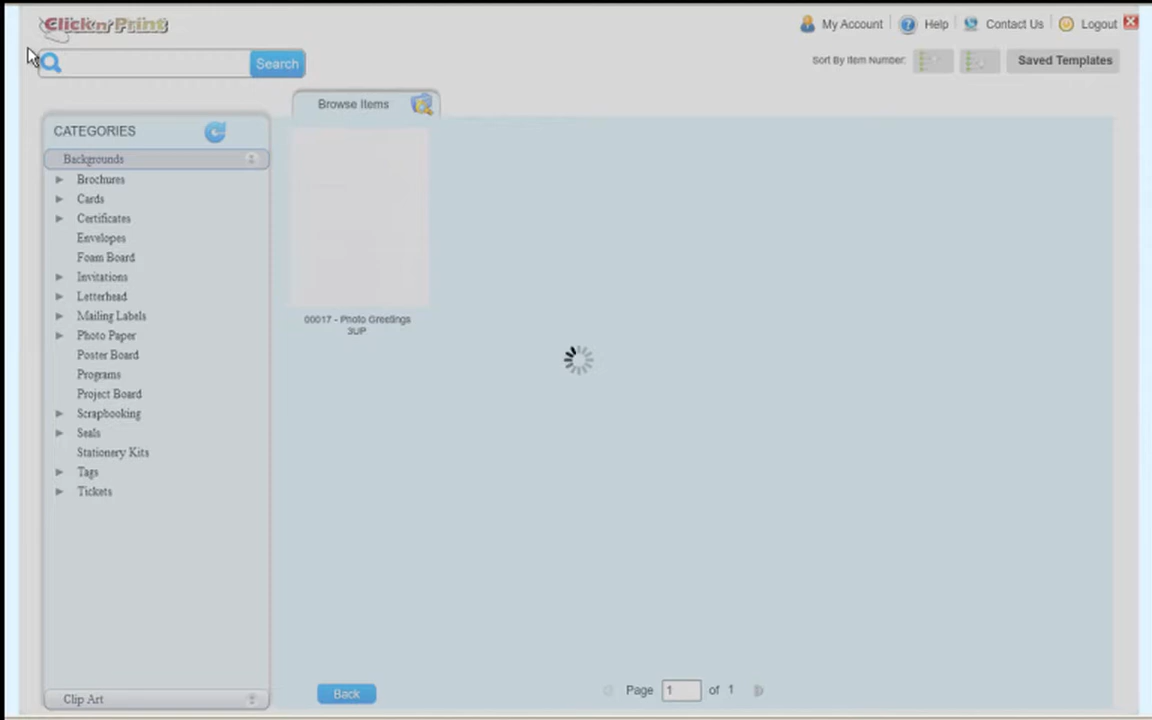 Click'n'Print
My Account
Help
Contact Us
Logout
Search
Sort By Item Number:
Saved Templates
Browse Items
CATEGORIES
Backgrounds
Brochures
Cards
Certificates
Envelopes
Foam Board
Invitations
Letterhead
Mailing Labels
Photo Paper
Poster Board
Programs
Project Board
Scrapbooking
Seals
Stationery Kits
Tags
Tickets
00017 - Photo Greetings
3UP
Clip Art
Back
Page 1 of 1